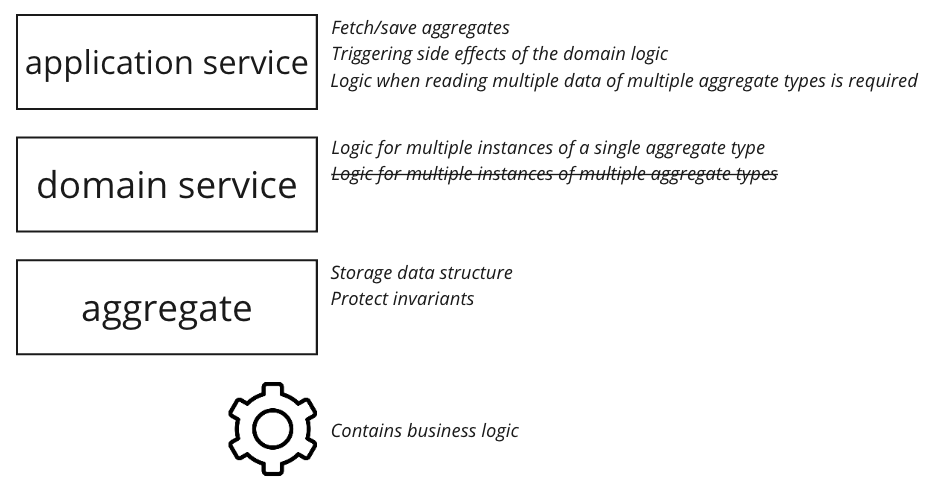 application service
Fetch/save aggregates
Triggering side effects of the domain logic
Logic when reading multiple data of multiple aggregate types is required
domain service
Logic for multiple instances of a single aggregate type
Logic for multiple instances of multiple aggregate types
aggregate
Storage data structure
Protect invariants
Contains business logic